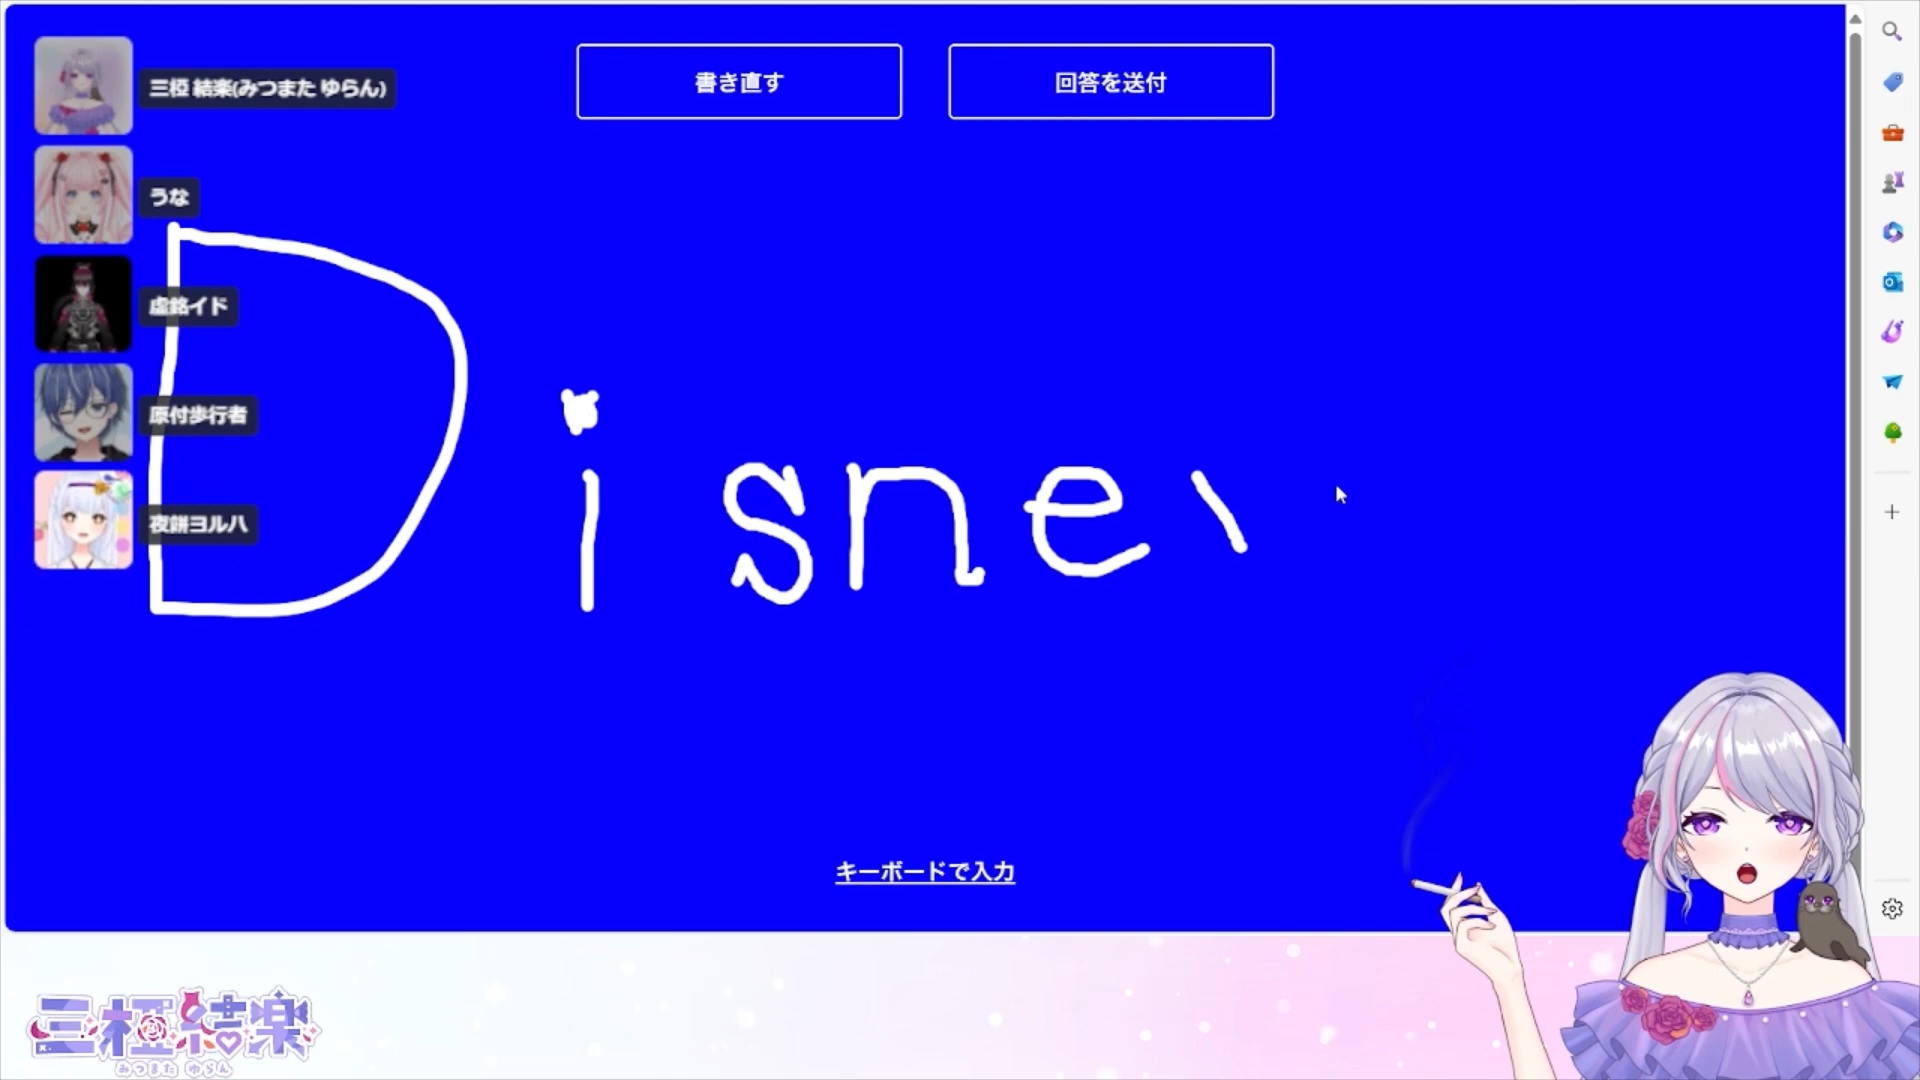 三椏 結楽(みつまた ゆらん)
書き直す
回答を送付
うな
虚銘イド
原付歩行者
夜餅ヨルハ
Disne
キーボードで入力
三椏結楽
みつまた ゆらん